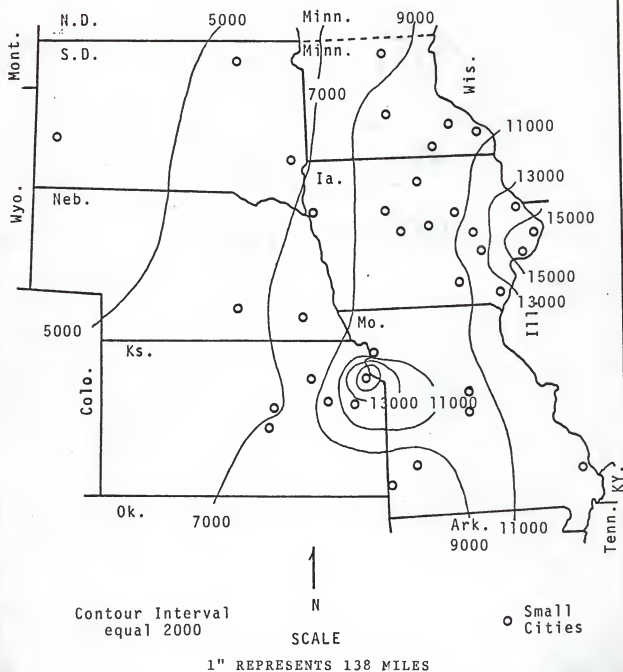 N.D.
5000
Minn.
9000
S.D.
Minn.
Mont.
Wis.
7000
11000
Ia.
13000
Wyo.
Neb.
15000
15000
13000
Ill.
5000
Mo.
Ks.
Colo.
13000 11000
Ok.
7000
Ark. 11000
9000
Tenn.
KY.
N
Contour Interval
equal 2000
SCALE
Small
Cities
1" REPRESENTS 138 MILES